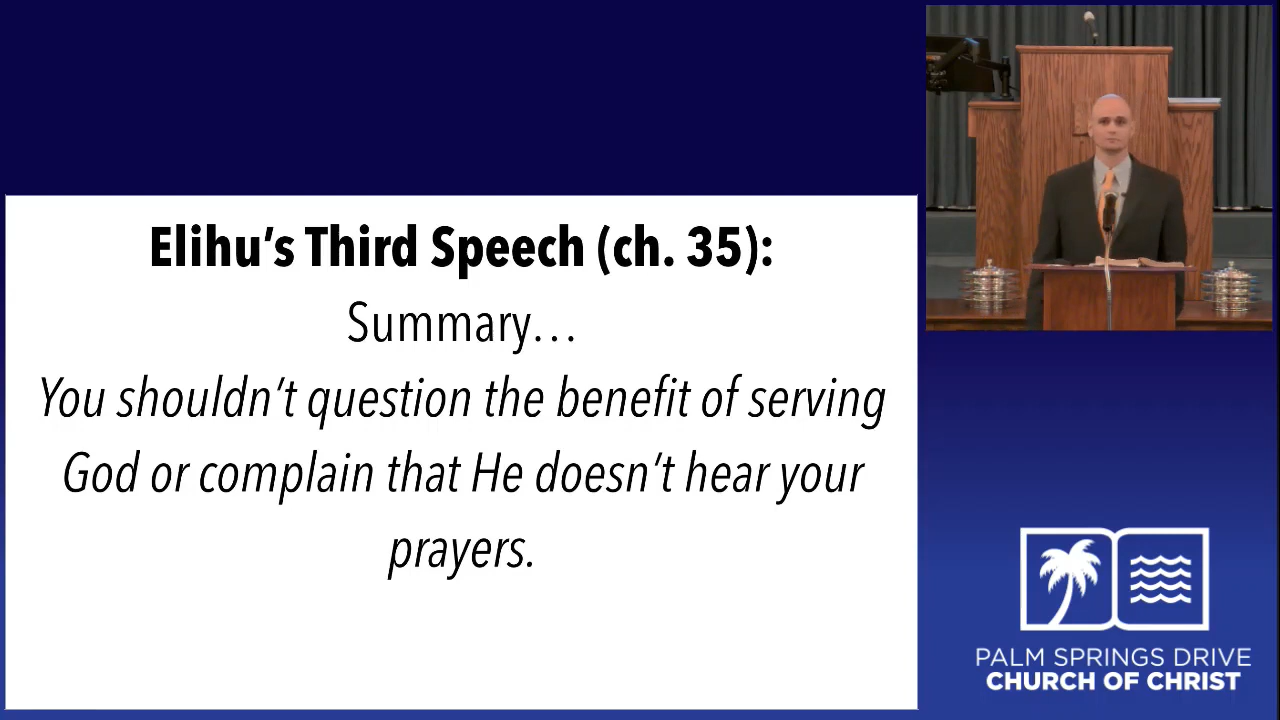 Elihu’s Third Speech (ch. 35):
Summary…
You shouldn’t question the benefit of serving
God or complain that He doesn’t hear your
prayers.
PALM SPRINGS DRIVE
CHURCH OF CHRIST